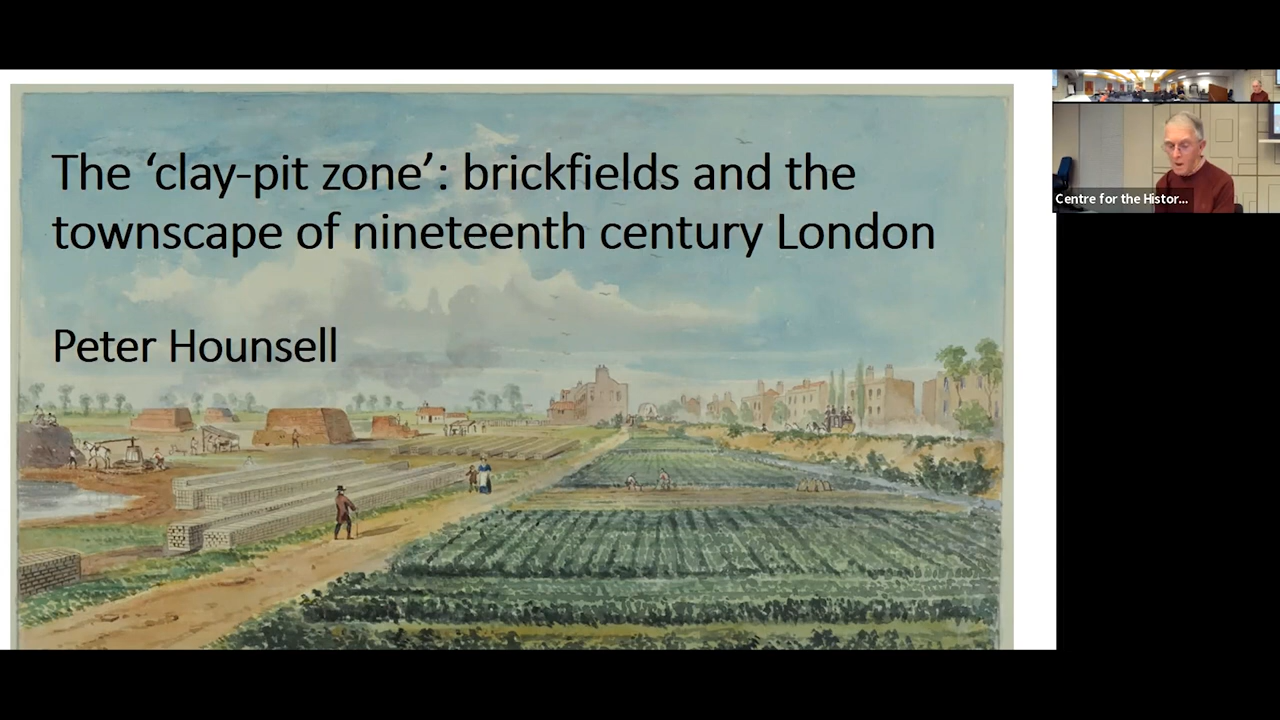 The ‘clay-pit zone’: brickfields and the
townscape of nineteenth century London
Peter Hounsell
Centre for the Histor...